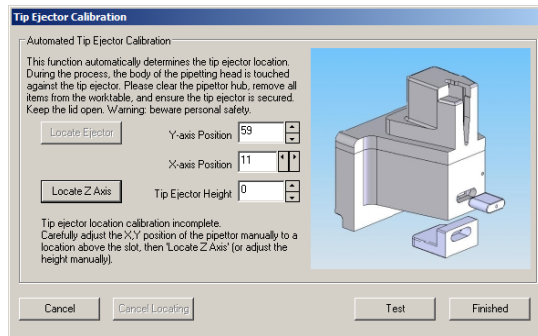 Tip Ejector Calibration
Automated Tip Ejector Calibration
This function automatically determines the tip ejector location.
During the process, the body of the pipetting head is touched
against the tip ejector. Please clear the pipettor hub, remove all
items from the worktable, and ensure the tip ejector is secured.
Keep the lid open. Warning: beware personal safety.
Locate Ejector
Y-axis Position 59
X-axis Position 11
Locate Z Axis
Tip Ejector Height 0
Tip ejector location calibration incomplete.
Carefully adjust the X,Y position of the pipettor manually to a
location above the slot, then 'Locate Z Axis' (or adjust the
height manually).
Cancel
Cancel Locating
Test
Finished